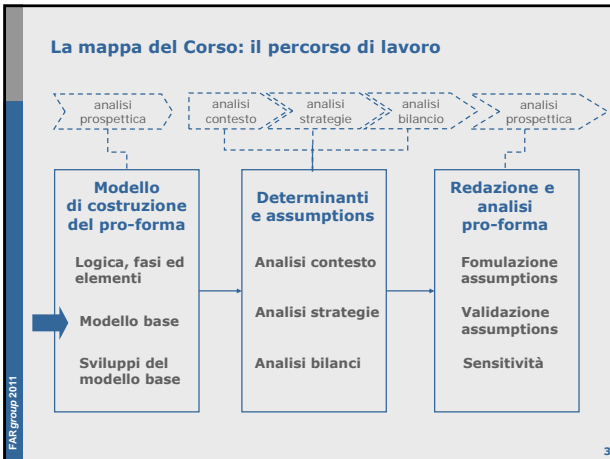 La mappa del Corso: il percorso di lavoro
analisi
prospettica
analisi
contesto
analisi
strategie
analisi
bilancio
analisi
prospettica
Modello
di costruzione
del pro-forma
Logica, fasi ed
elementi
Modello base
Sviluppi del
modello base
Determinanti
e assumptions
Analisi contesto
Analisi strategie
Analisi bilanci
Redazione e
analisi
pro-forma
Fomulazione
assumptions
Validazione
assumptions
Sensitività
FARgroup 2011
3